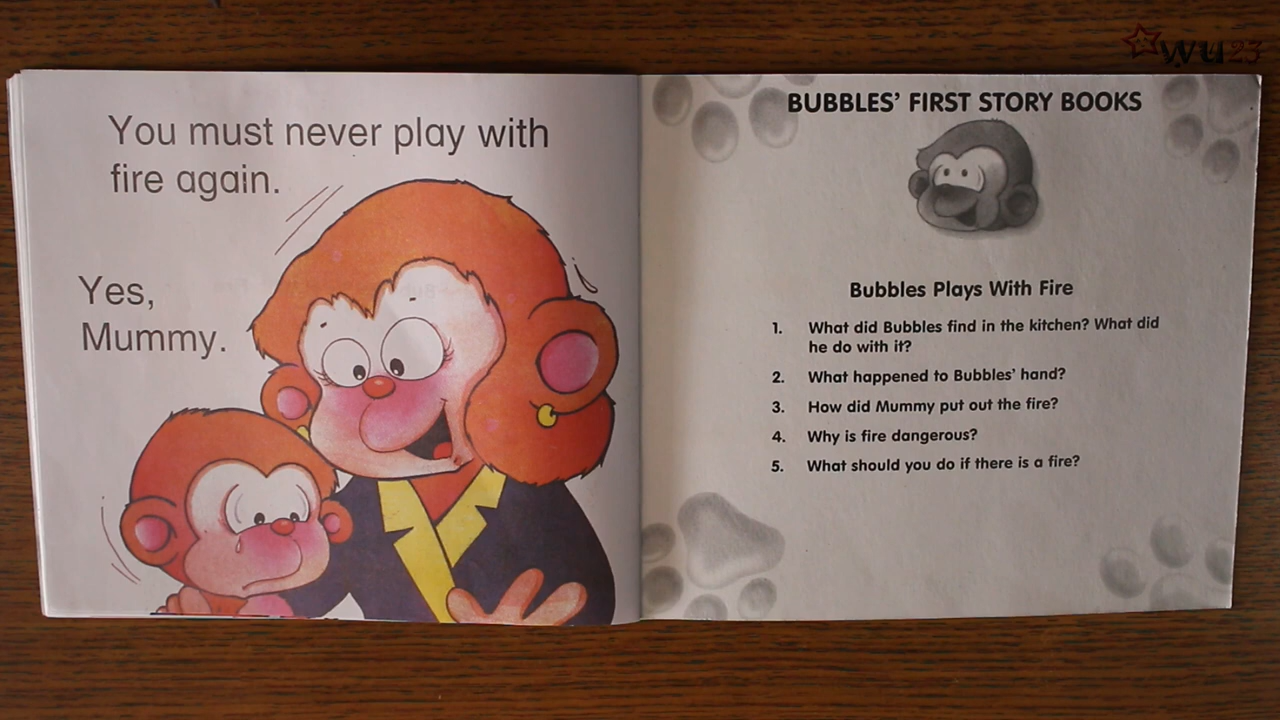 You must never play with
fire again.
Yes,
Mummy.
BUBBLES' FIRST STORY BOOKS
Bubbles Plays With Fire
1. What did Bubbles find in the kitchen? What did
he do with it?
2. What happened to Bubbles' hand?
3. How did Mummy put out the fire?
4. Why is fire dangerous?
5. What should you do if there is a fire?
wu23